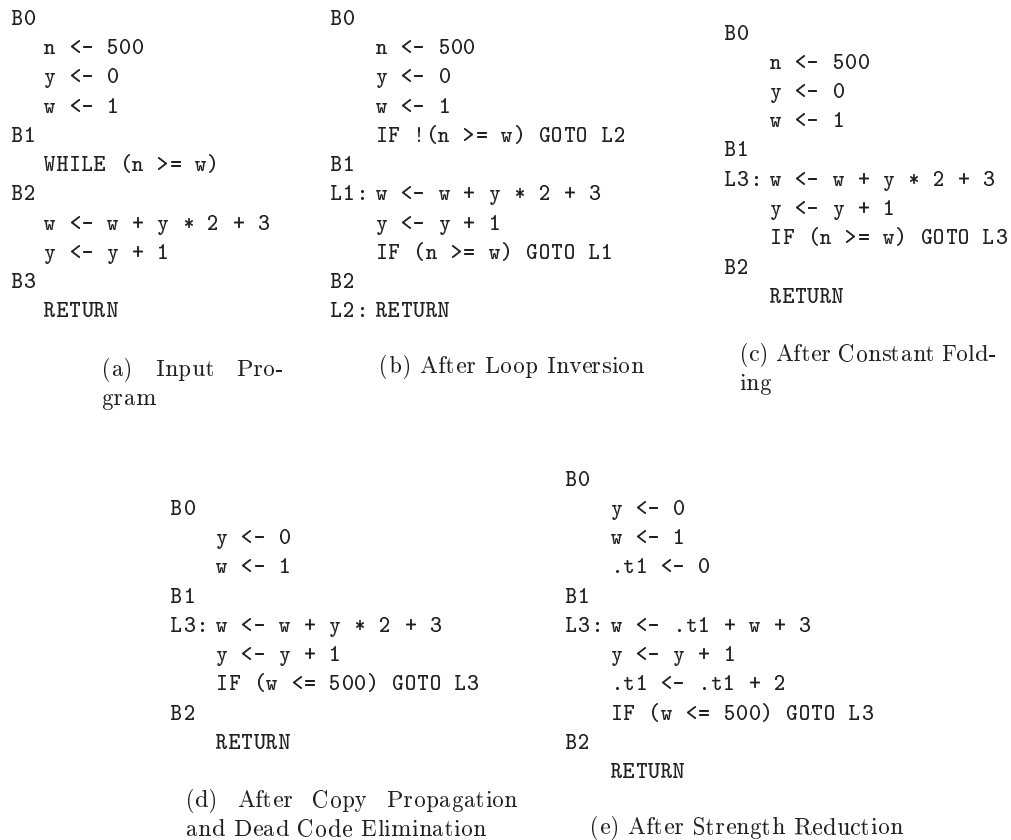 B0
n <- 500
y <- 0
w <- 1
B1
WHILE (n >= w)
B2
w <- w + y * 2 + 3
y <- y + 1
B3
RETURN
(a) Input Pro-
gram
B0
n <- 500
y <- 0
w <- 1
IF !(n >= w) GOTO L2
B1
L1: w <- w + y * 2 + 3
y <- y + 1
IF (n >= w) GOTO L1
B2
L2: RETURN
(b) After Loop Inversion
B0
n <- 500
y <- 0
w <- 1
B1
L3: w <- w + y * 2 + 3
y <- y + 1
IF (n >= w) GOTO L3
B2
RETURN
(c) After Constant Fold-
ing
B0
y <- 0
w <- 1
B1
L3: w <- w + y * 2 + 3
y <- y + 1
IF (w <= 500) GOTO L3
B2
RETURN
(d) After Copy Propagation
and Dead Code Elimination
B0
y <- 0
w <- 1
.t1 <- 0
B1
L3: w <- .t1 + w + 3
y <- y + 1
.t1 <- .t1 + 2
IF (w <= 500) GOTO L3
B2
RETURN
(e) After Strength Reduction